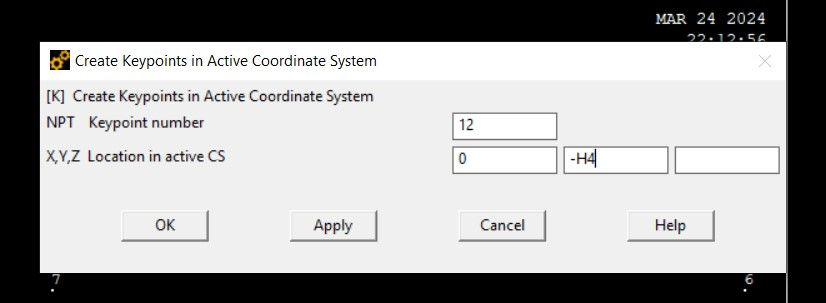 MAR 24 2024
22:12:56
Create Keypoints in Active Coordinate System
[K] Create Keypoints in Active Coordinate System
NPT Keypoint number 12
X,Y,Z Location in active CS 0 -H4
OK Apply Cancel Help
7 6